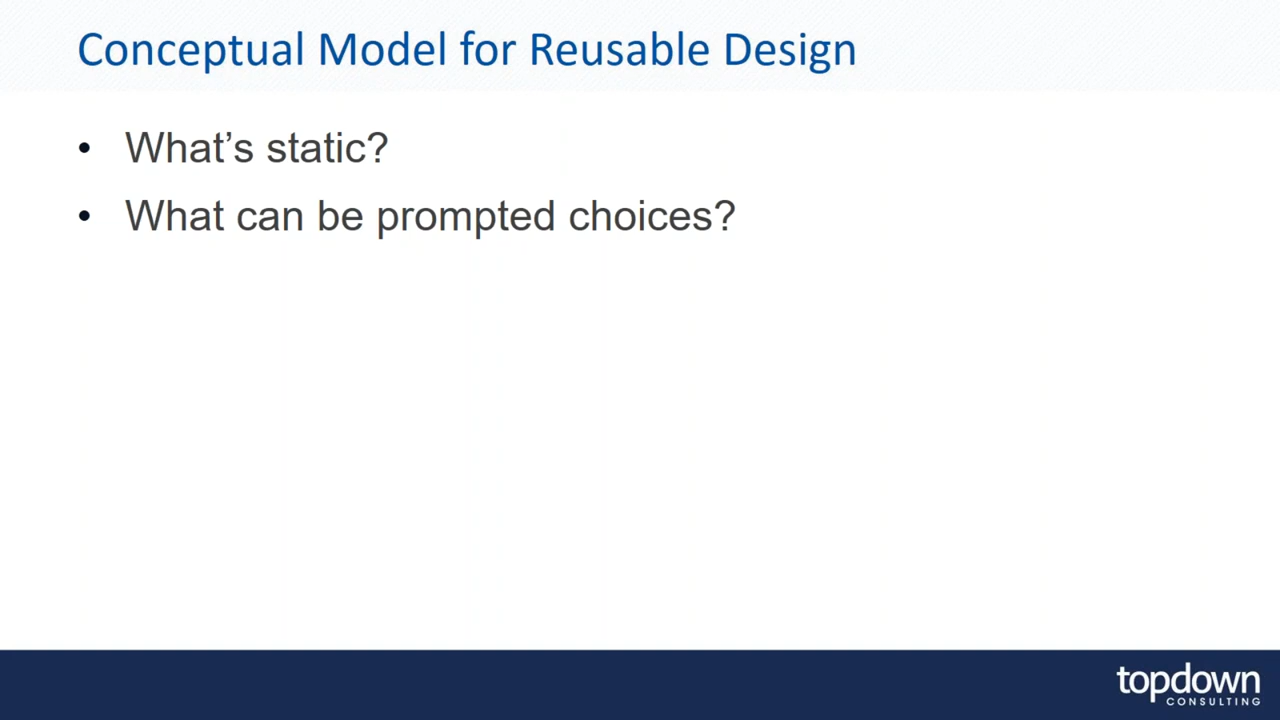 Conceptual Model for Reusable Design
• What’s static?
• What can be prompted choices?
topdown
CONSULTING